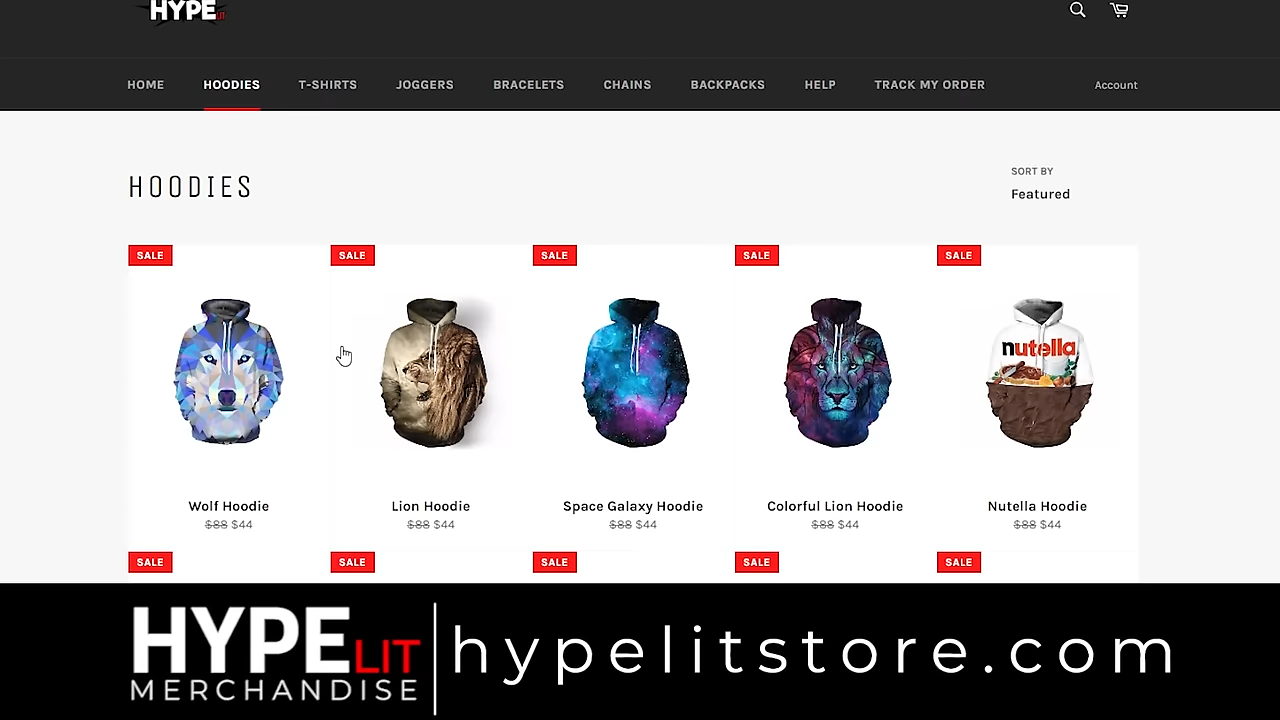 HYPE LIT
HOME HOODIES T-SHIRTS JOGGERS BRACELETS CHAINS BACKPACKS HELP TRACK MY ORDER Account
HOODIES
SORT BY
Featured
SALE SALE SALE SALE SALE
nutella
Wolf Hoodie Lion Hoodie Space Galaxy Hoodie Colorful Lion Hoodie Nutella Hoodie
$88 $44 $88 $44 $88 $44 $88 $44 $88 $44
SALE SALE SALE SALE SALE
HYPE LIT
MERCHANDISE
hypelitstore.com